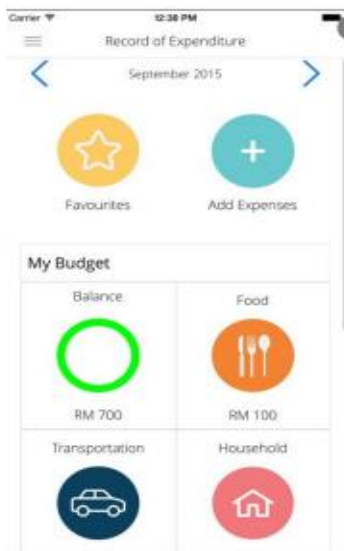 Carrier 12:38 PM
Record of Expenditure
September 2015
Favourites Add Expenses
My Budget
Balance Food
RM 700 RM 100
Transportation Household